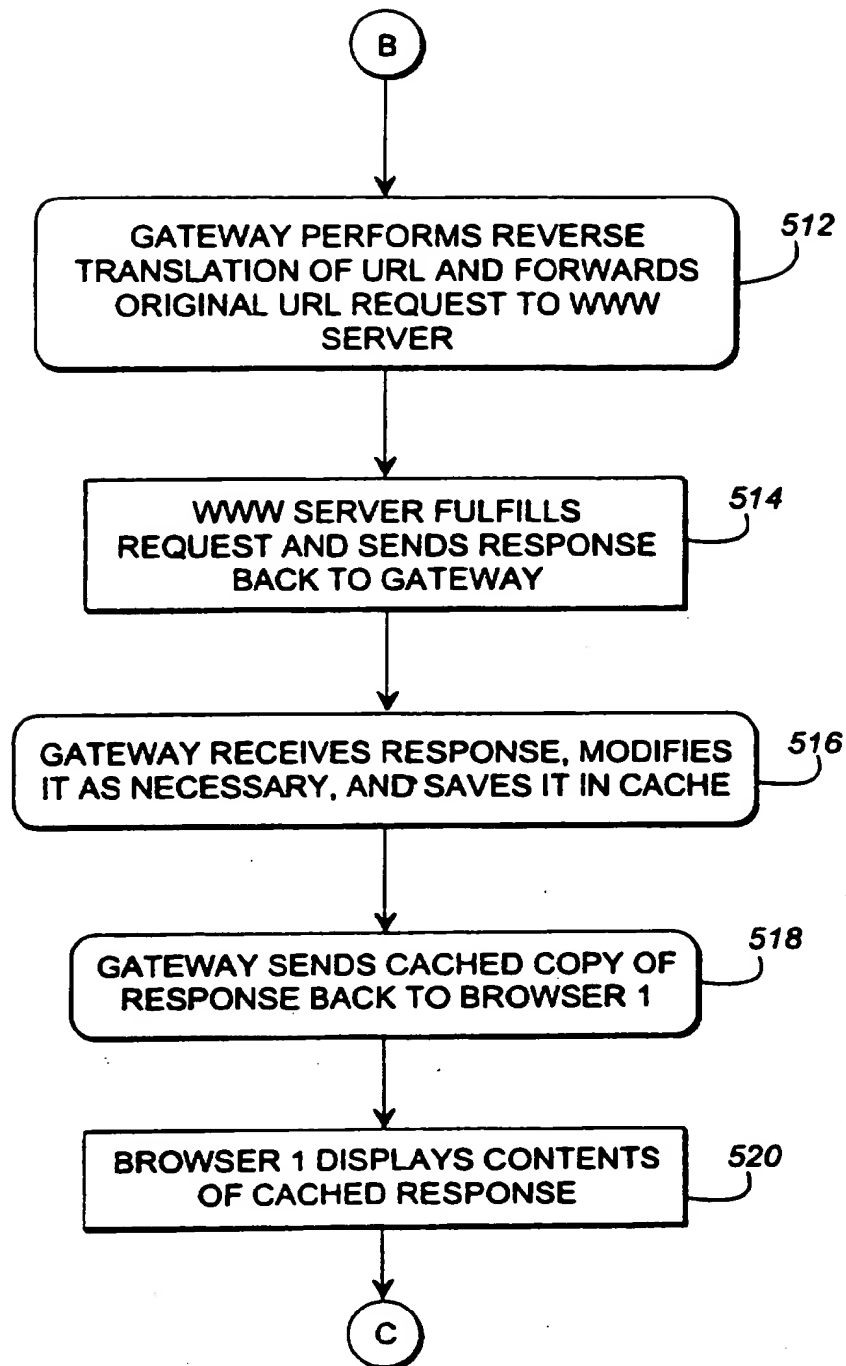 B
GATEWAY PERFORMS REVERSE
TRANSLATION OF URL AND FORWARDS
ORIGINAL URL REQUEST TO WWW
SERVER
512
WWW SERVER FULFILLS
REQUEST AND SENDS RESPONSE
BACK TO GATEWAY
514
GATEWAY RECEIVES RESPONSE, MODIFIES
IT AS NECESSARY, AND SAVES IT IN CACHE
516
GATEWAY SENDS CACHED COPY OF
RESPONSE BACK TO BROWSER 1
518
BROWSER 1 DISPLAYS CONTENTS
OF CACHED RESPONSE
520
C